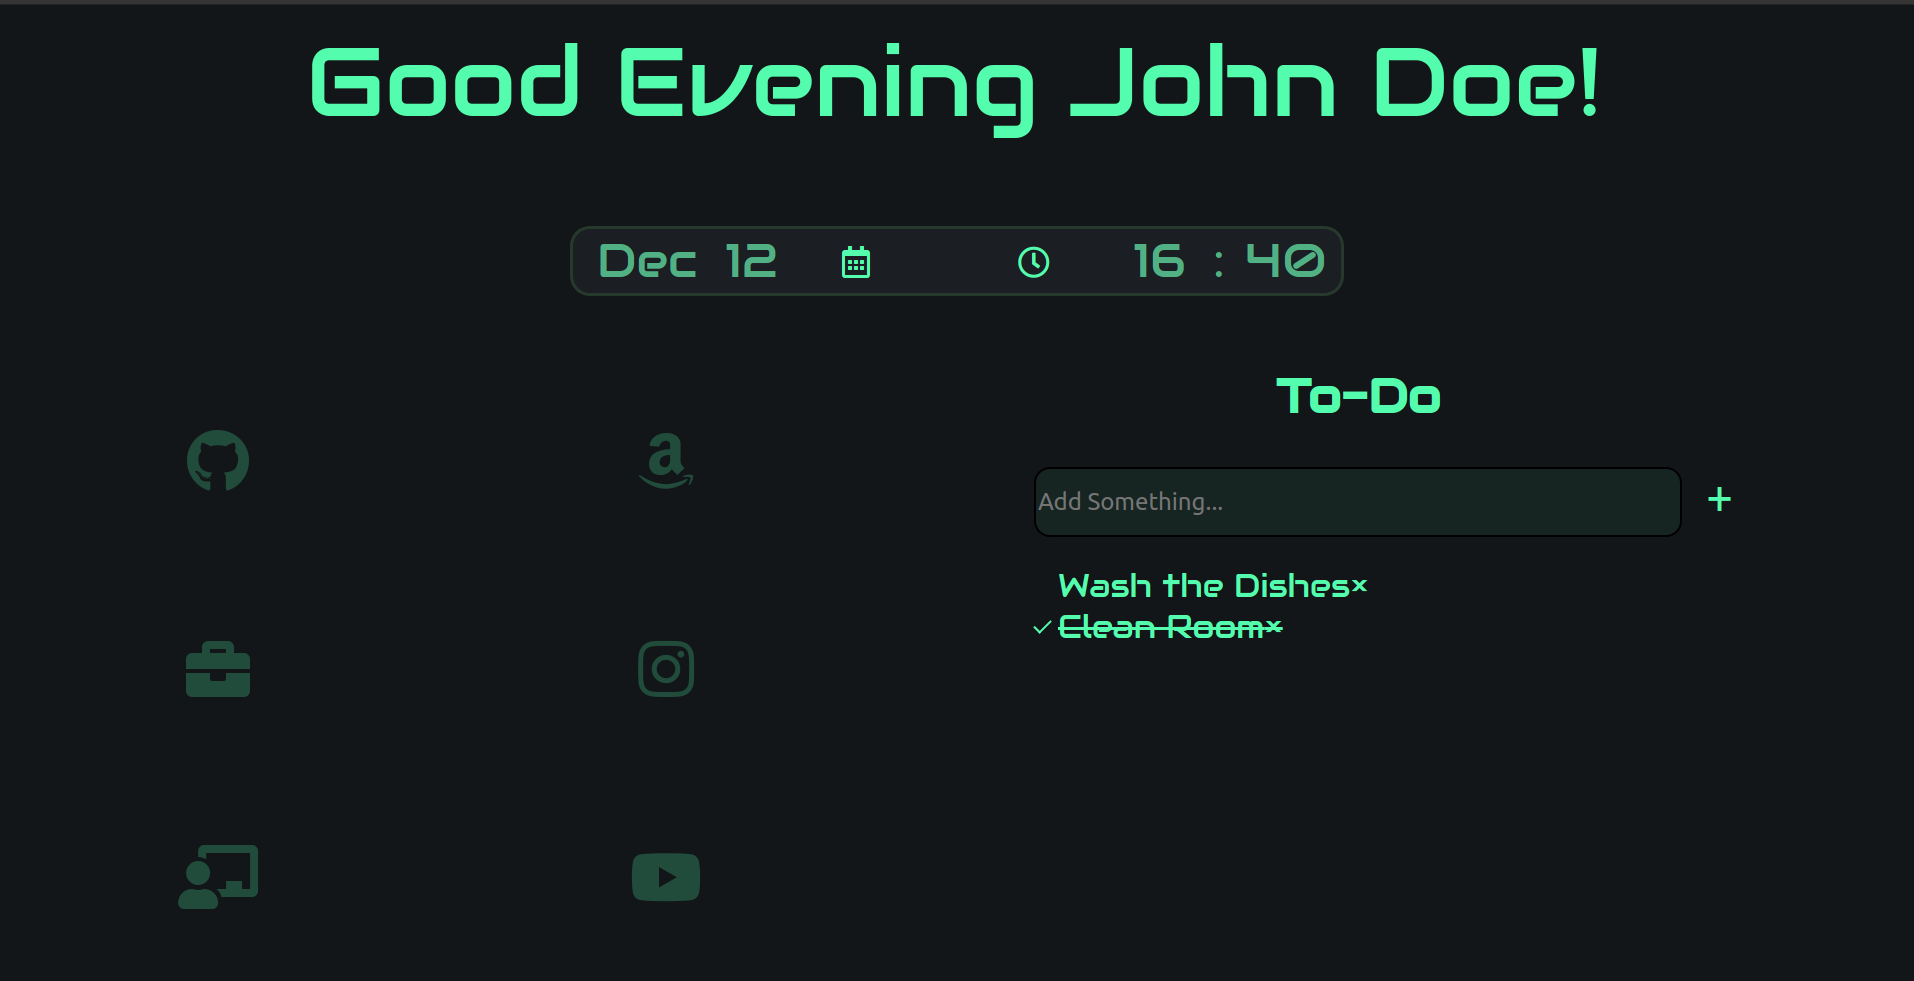 Good Evening John Doe!
Dec 12 16 : 40
To-Do
Add Something...
+
Wash the Dishes×
Clean Room×